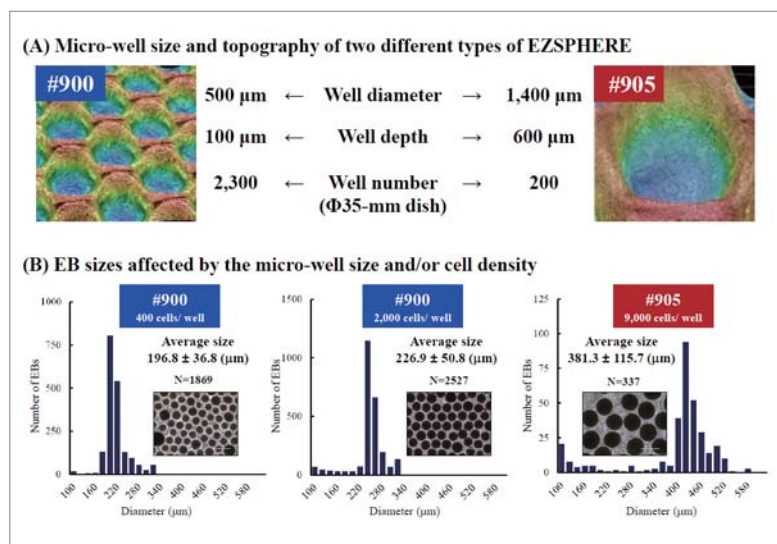 (A) Micro-well size and topography of two different types of EZSPHERE
#900
500 μm ← Well diameter → 1,400 μm
#905
100 μm ← Well depth → 600 μm
2,300 ← Well number → 200
(Φ35-mm dish)
(B) EB sizes affected by the micro-well size and/or cell density
#900
400 cells/ well
Average size
196.8 ± 36.8 (μm)
N=1869
Number of EBs
1000
750
500
250
0
100 160 220 280 340 400 460 520 580
Diameter (μm)
#900
2,000 cells/ well
Average size
226.9 ± 50.8 (μm)
N=2527
Number of EBs
1500
1000
500
0
100 160 220 280 340 400 460 520 580
Diameter (μm)
#905
9,000 cells/ well
Average size
381.3 ± 115.7 (μm)
N=337
Number of EBs
125
100
75
50
25
0
100 160 220 280 340 400 460 520 580
Diameter (μm)